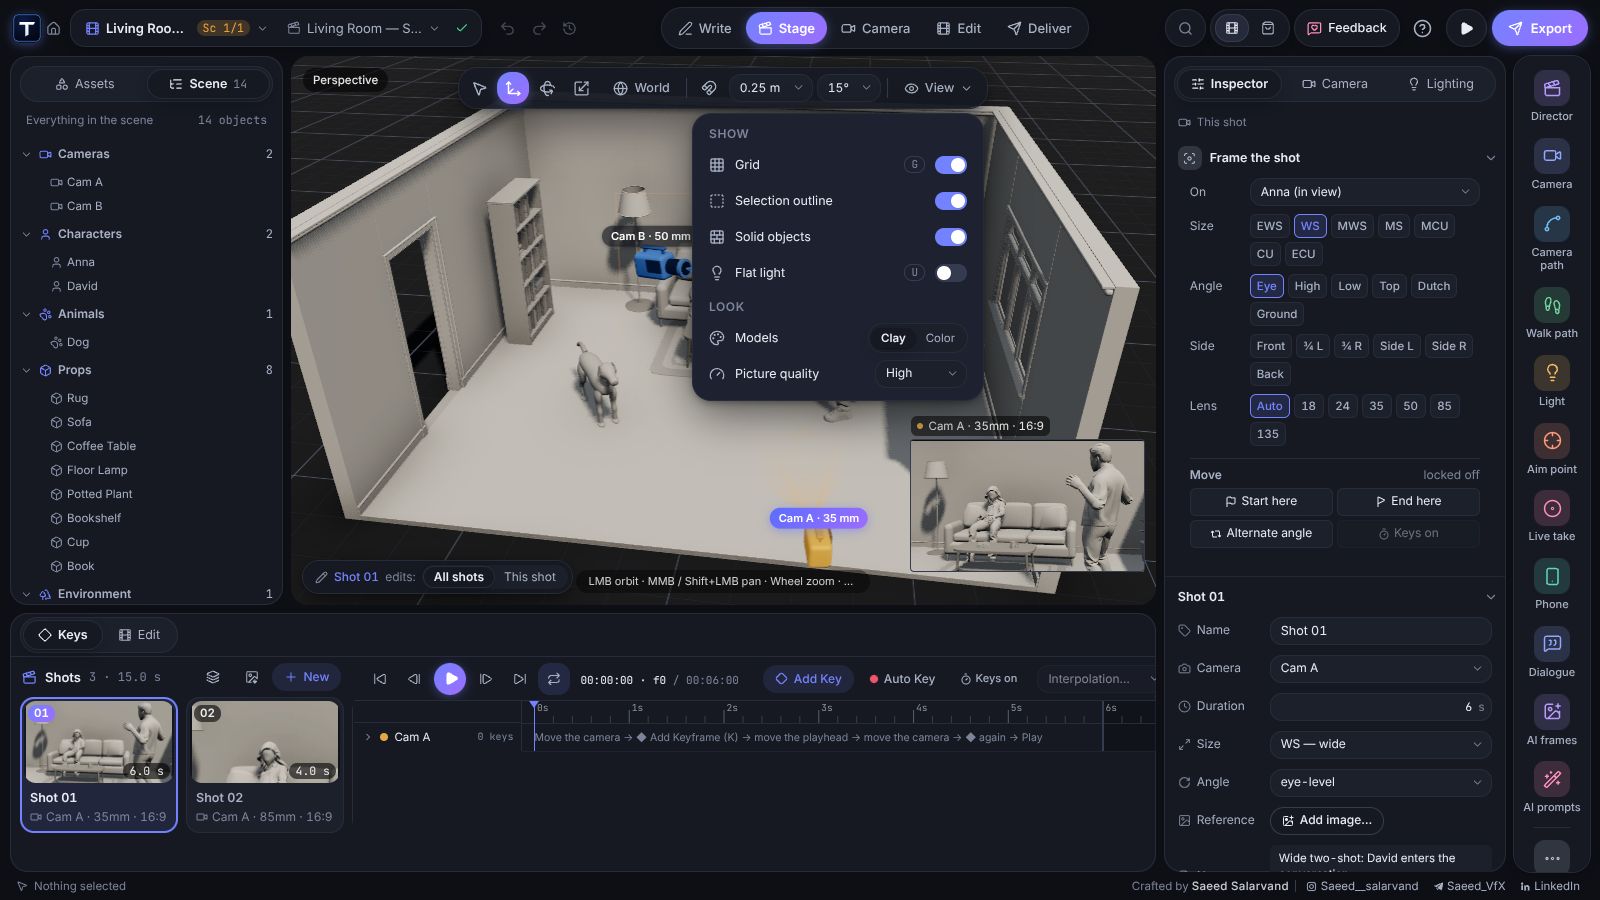 T
Living Roo...
Sc 1/1
Living Room — S...
Write
Stage
Camera
Edit
Deliver
Feedback
Export
Assets
Scene 14
Everything in the scene
14 objects
Cameras
2
Cam A
Cam B
Characters
2
Anna
David
Animals
1
Dog
Props
8
Rug
Sofa
Coffee Table
Floor Lamp
Potted Plant
Bookshelf
Cup
Book
Environment
1
Perspective
World
0.25 m
15°
View
SHOW
Grid
G
Selection outline
Solid objects
Flat light
U
LOOK
Models
Clay
Color
Picture quality
High
Cam B · 50 mm
Cam A · 35mm · 16:9
Cam A · 35 mm
Shot 01 edits:
All shots
This shot
LMB orbit · MMB / Shift+LMB pan · Wheel zoom · ...
Inspector
Camera
Lighting
This shot
Frame the shot
On
Anna (in view)
Size
EWS
WS
MWS
MS
MCU
CU
ECU
Angle
Eye
High
Low
Top
Dutch
Ground
Side
Front
¾ L
¾ R
Side L
Side R
Back
Lens
Auto
18
24
35
50
85
135
Move
locked off
Start here
End here
Alternate angle
Keys on
Shot 01
Name
Shot 01
Camera
Cam A
Duration
6 s
Size
WS — wide
Angle
eye-level
Reference
Add image...
Wide two-shot: David enters the
Director
Camera
Camera
path
Walk path
Light
Aim point
Live take
Phone
Dialogue
AI frames
AI prompts
Keys
Edit
Shots 3 · 15.0 s
New
00:00:00 · f0 / 00:06:00
Add Key
Auto Key
Keys on
Interpolation...
01
6.0 s
Shot 01
Cam A · 35mm · 16:9
02
4.0 s
Shot 02
Cam A · 85mm · 16:9
0s
1s
2s
3s
4s
5s
6s
Cam A
0 keys
Move the camera → ◆ Add Keyframe (K) → move the playhead → move the camera → ◆ again → Play
Nothing selected
Crafted by Saeed Salarvand
Saeed__salarvand
Saeed_VfX
LinkedIn